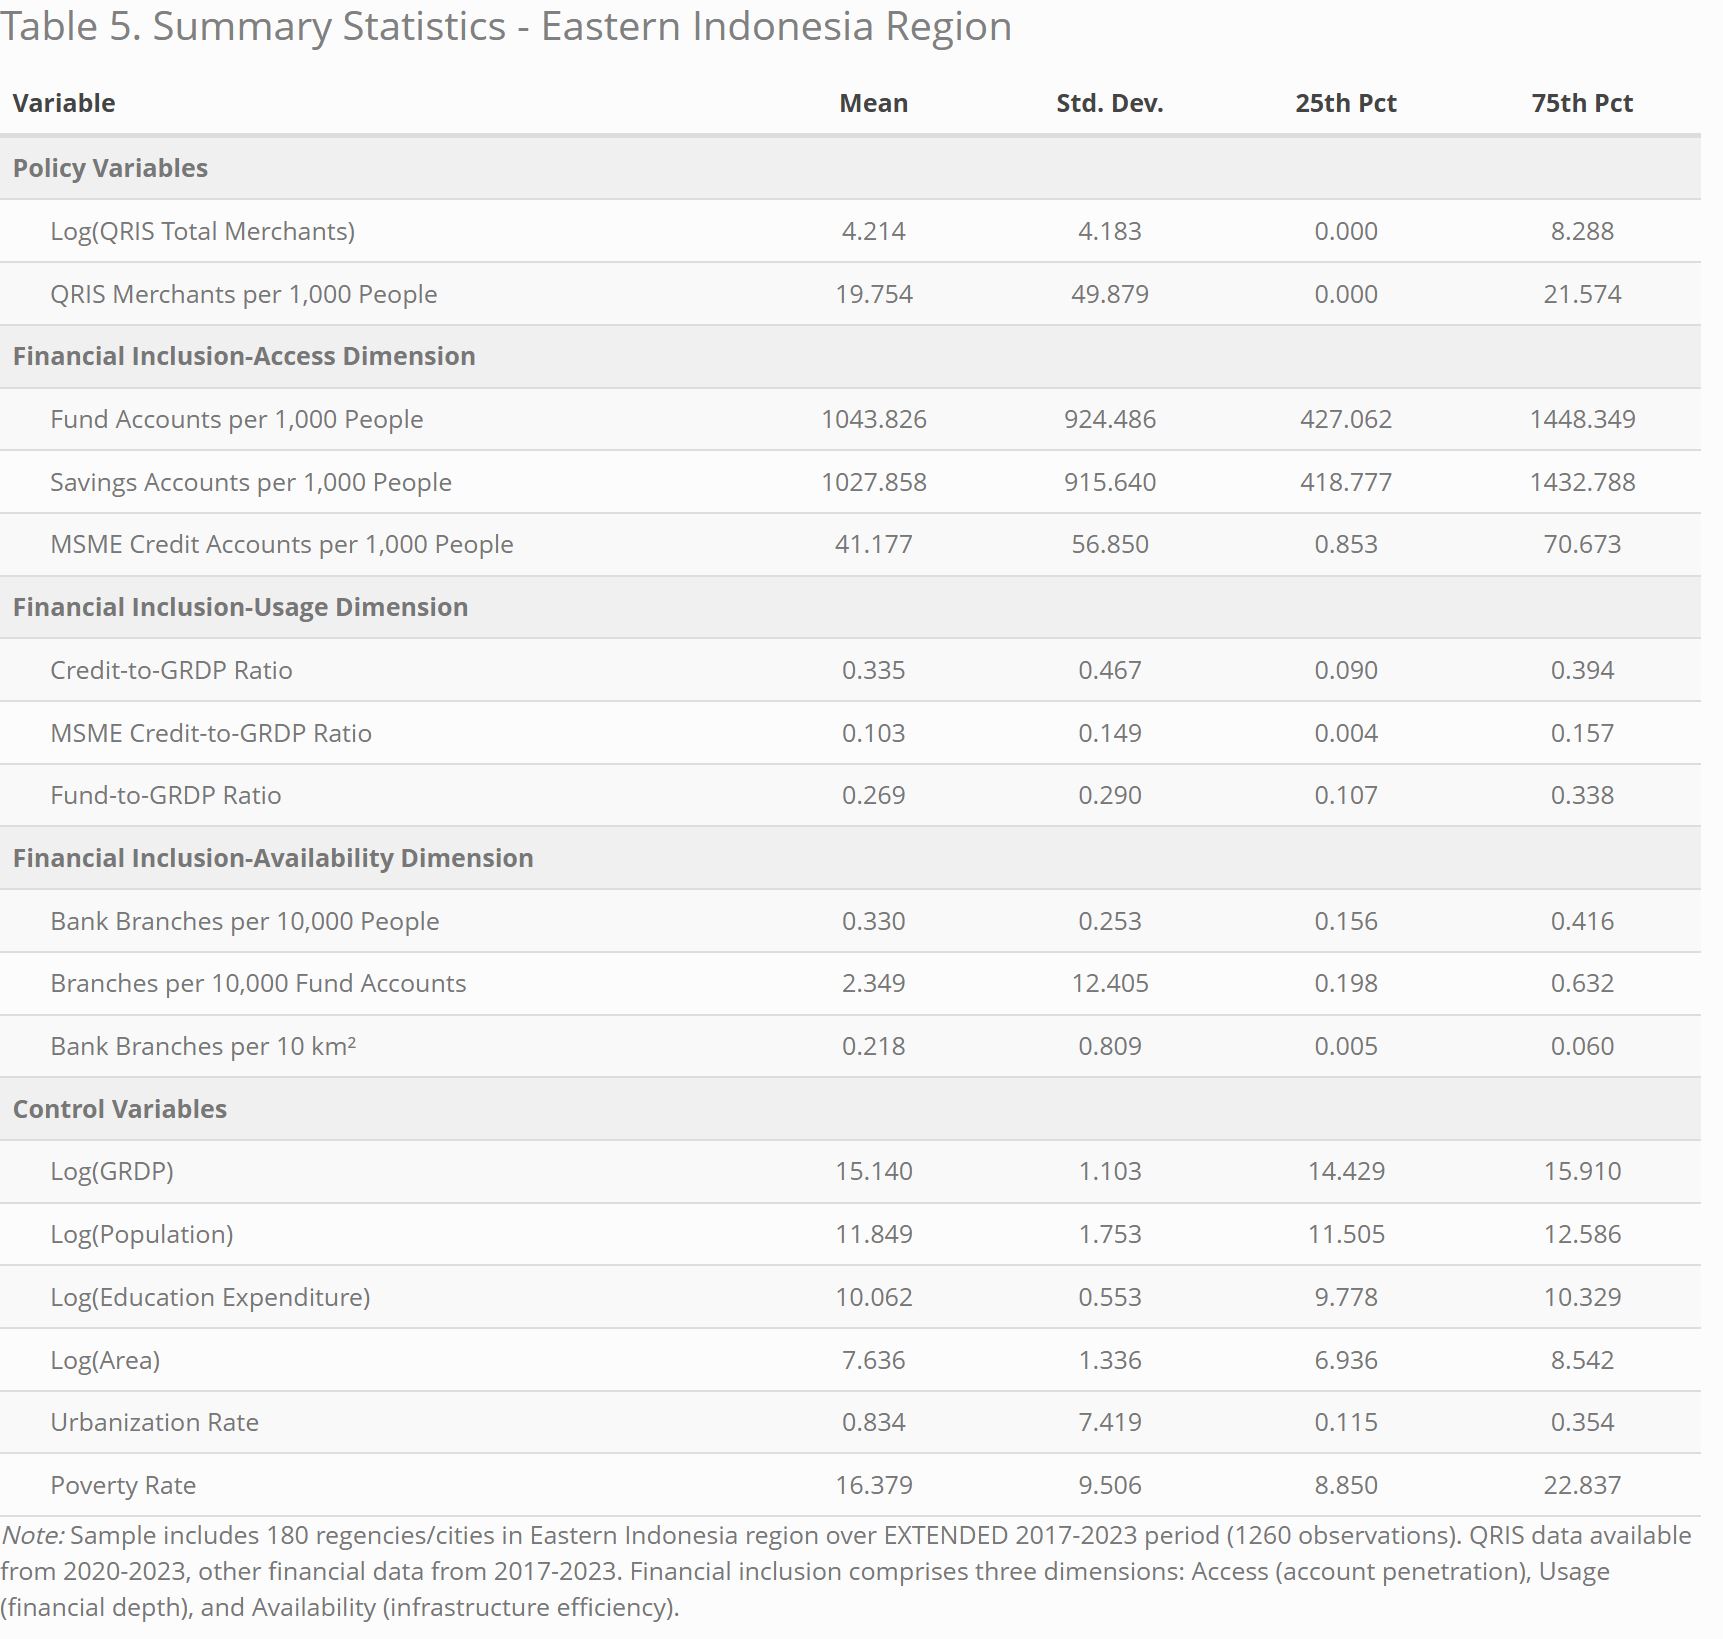 Table 5. Summary Statistics - Eastern Indonesia Region
Variable Mean Std. Dev. 25th Pct 75th Pct
Policy Variables
Log(QRIS Total Merchants) 4.214 4.183 0.000 8.288
QRIS Merchants per 1,000 People 19.754 49.879 0.000 21.574
Financial Inclusion-Access Dimension
Fund Accounts per 1,000 People 1043.826 924.486 427.062 1448.349
Savings Accounts per 1,000 People 1027.858 915.640 418.777 1432.788
MSME Credit Accounts per 1,000 People 41.177 56.850 0.853 70.673
Financial Inclusion-Usage Dimension
Credit-to-GRDP Ratio 0.335 0.467 0.090 0.394
MSME Credit-to-GRDP Ratio 0.103 0.149 0.004 0.157
Fund-to-GRDP Ratio 0.269 0.290 0.107 0.338
Financial Inclusion-Availability Dimension
Bank Branches per 10,000 People 0.330 0.253 0.156 0.416
Branches per 10,000 Fund Accounts 2.349 12.405 0.198 0.632
Bank Branches per 10 km² 0.218 0.809 0.005 0.060
Control Variables
Log(GRDP) 15.140 1.103 14.429 15.910
Log(Population) 11.849 1.753 11.505 12.586
Log(Education Expenditure) 10.062 0.553 9.778 10.329
Log(Area) 7.636 1.336 6.936 8.542
Urbanization Rate 0.834 7.419 0.115 0.354
Poverty Rate 16.379 9.506 8.850 22.837
Note: Sample includes 180 regencies/cities in Eastern Indonesia region over EXTENDED 2017-2023 period (1260 observations). QRIS data available
from 2020-2023, other financial data from 2017-2023. Financial inclusion comprises three dimensions: Access (account penetration), Usage
(financial depth), and Availability (infrastructure efficiency).